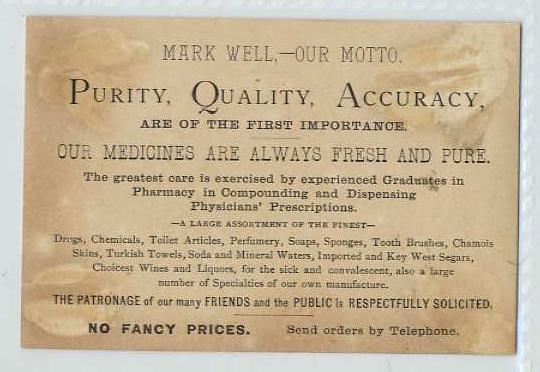 MARK WELL,—OUR MOTTO.
PURITY, QUALITY, ACCURACY,
ARE OF THE FIRST IMPORTANCE.
OUR MEDICINES ARE ALWAYS FRESH AND PURE.
The greatest care is exercised by experienced Graduates in
Pharmacy in Compounding and Dispensing
Physicians' Prescriptions.
—A LARGE ASSORTMENT OF THE FINEST—
Drugs, Chemicals, Toilet Articles, Perfumery, Soaps, Sponges, Tooth Brushes, Chamois
Skins, Turkish Towels, Soda and Mineral Waters, Imported and Key West Segars,
Choicest Wines and Liquors, for the sick and convalescent, also a large
number of Specialties of our own manufacture.
THE PATRONAGE of our many FRIENDS and the PUBLIC is RESPECTFULLY SOLICITED.
NO FANCY PRICES. Send orders by Telephone.